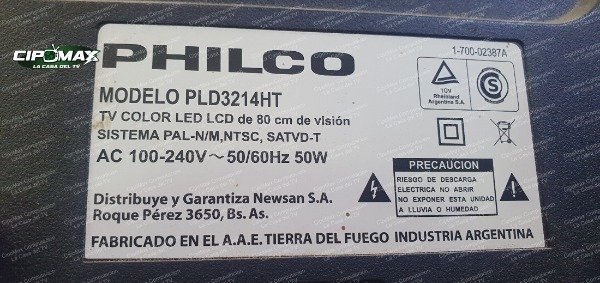 CIPOMAX
LA CASA DEL TV
PHILCO
1-700-02387A
MODELO PLD3214HT
TV COLOR LED LCD de 80 cm de visión
SISTEMA PAL-N/M,NTSC, SATVD-T
AC 100-240V~ 50/60Hz 50W
TÜV
Rheinland
Argentina S.A.
S
PRECAUCION
RIESGO DE DESCARGA
ELECTRICA NO ABRIR
NO EXPONER ESTA UNIDAD
A LLUVIA O HUMEDAD
Distribuye y Garantiza Newsan S.A.
Roque Pérez 3650, Bs. As.
FABRICADO EN EL A.A.E.TIERRA DEL FUEGO INDUSTRIA ARGENTINA